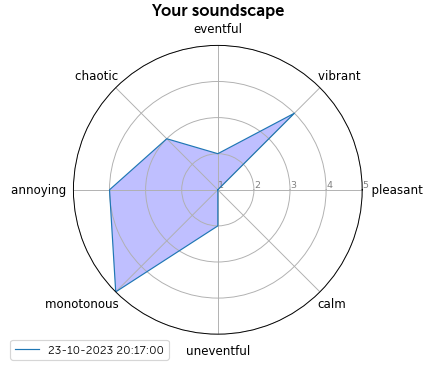 Your soundscape
eventful
chaotic
vibrant
annoying
1 2 3 4 5
pleasant
monotonous
calm
uneventful
23-10-2023 20:17:00